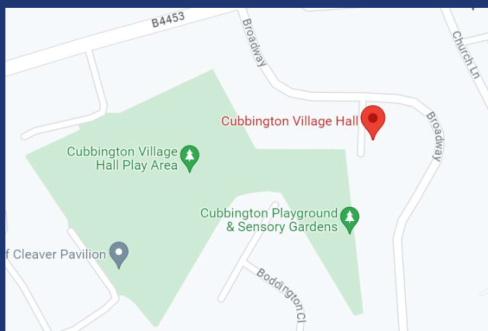 B4453
Broadway
Church Ln
Cubbington Village Hall
Broadway
Cubbington Village
Hall Play Area
Cubbington Playground
& Sensory Gardens
f Cleaver Pavilion
Boddington Cl